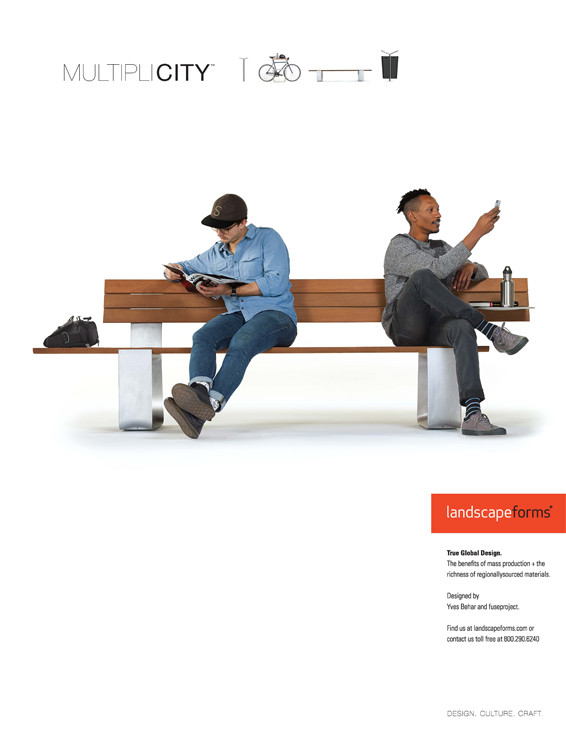 MULTIPLICITY™
S
landscapeforms®
True Global Design.
The benefits of mass production + the
richness of regionallysourced materials.
Designed by
Yves Behar and fuseproject.
Find us at landscapeforms.com or
contact us toll free at 800.290.6240
DESIGN. CULTURE. CRAFT.